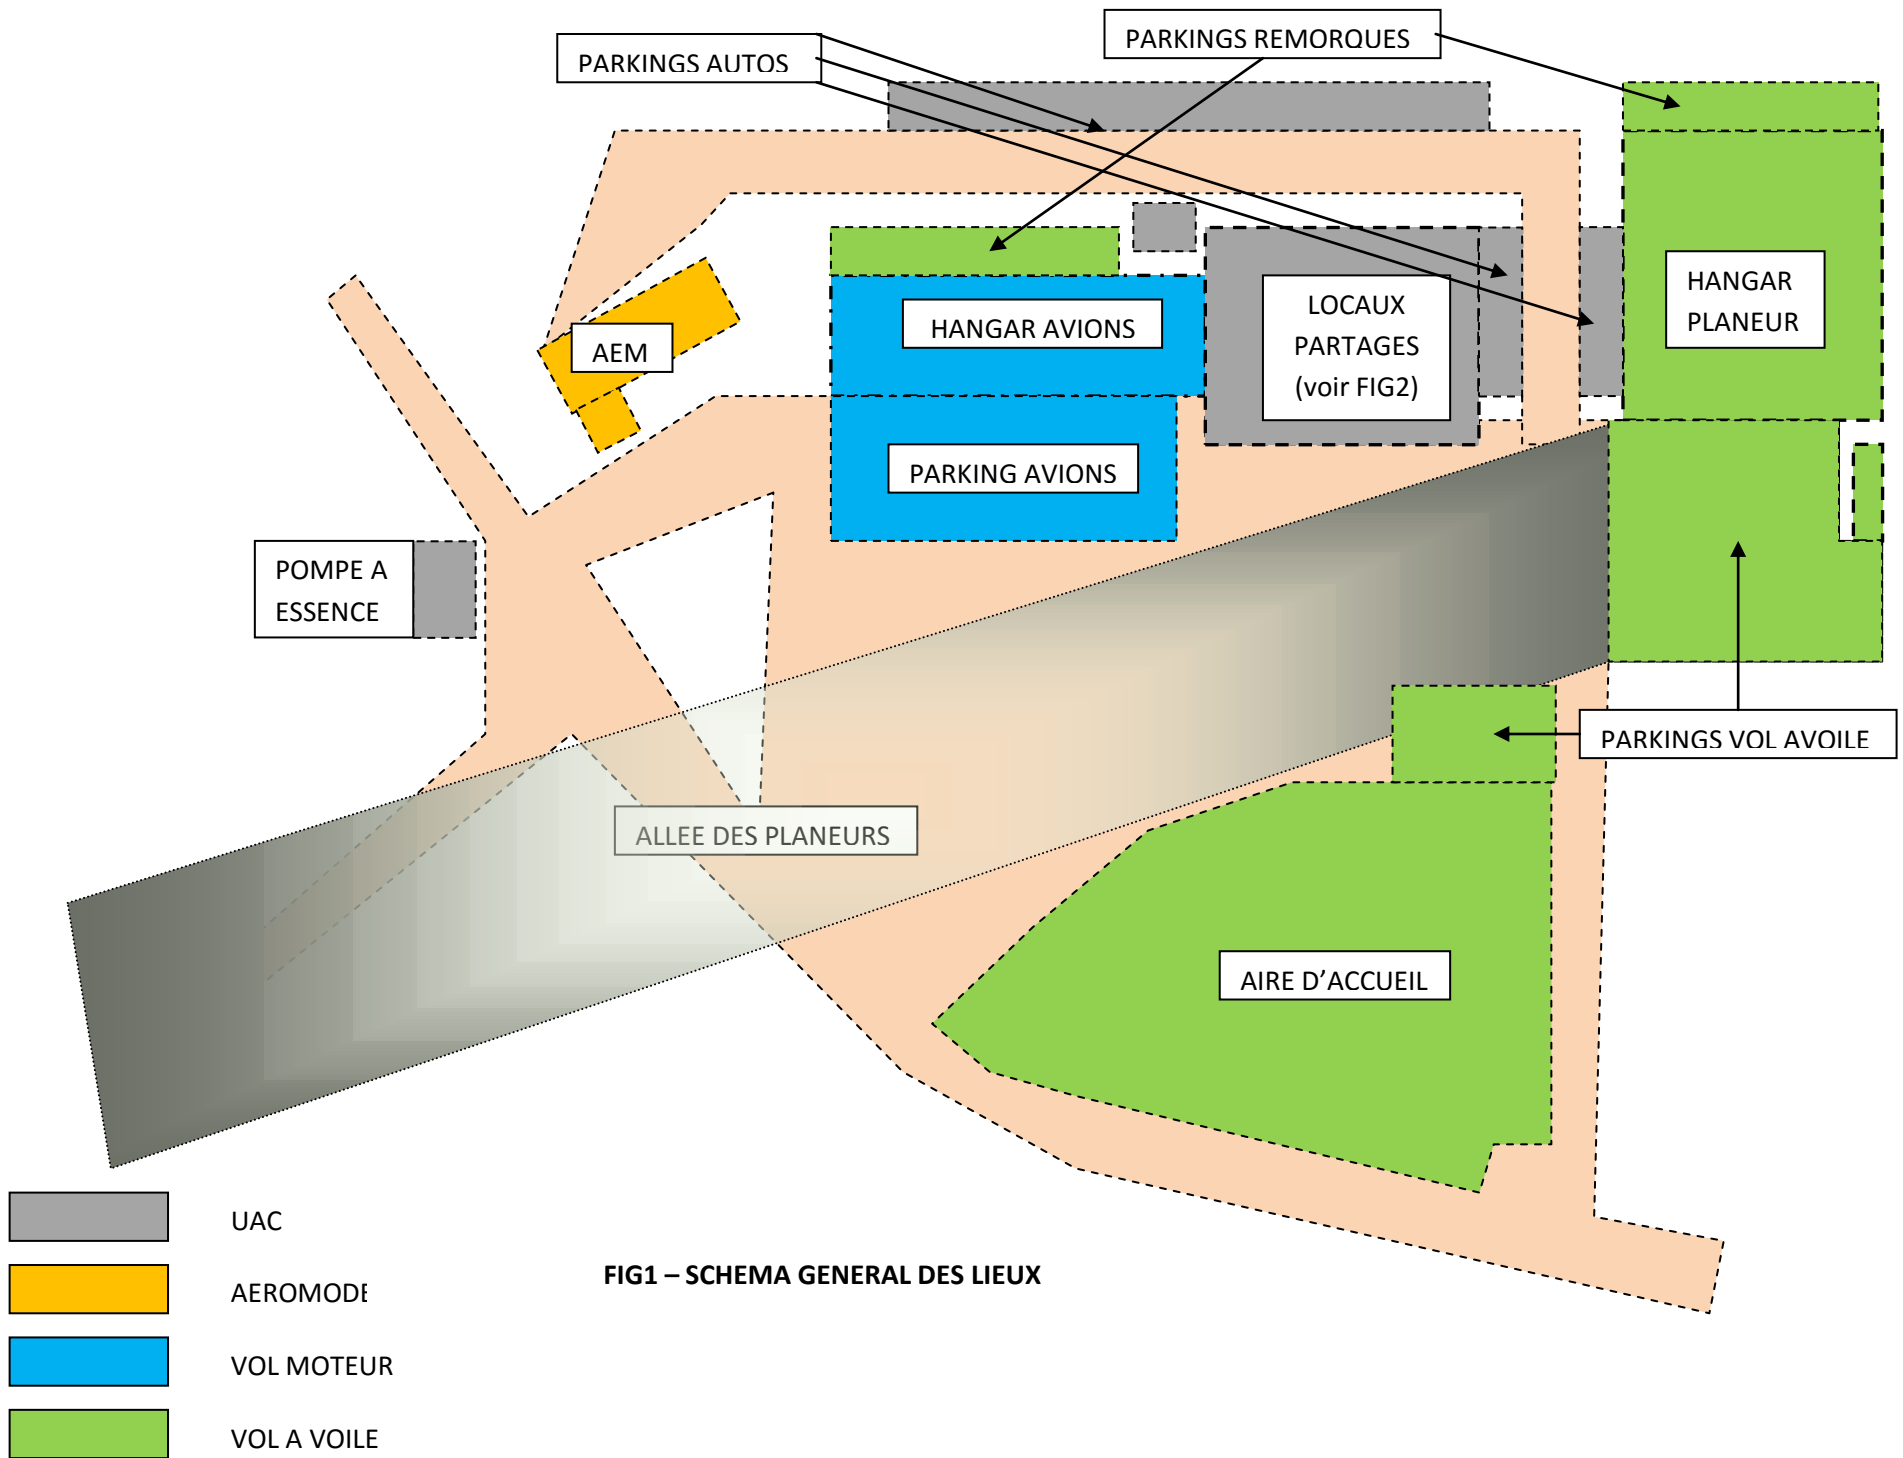 PARKINGS REMORQUES
PARKINGS AUTOS
HANGAR
PLANEUR
LOCAUX
PARTAGES
(voir FIG2)
HANGAR AVIONS
AEM
PARKING AVIONS
POMPE A
ESSENCE
PARKINGS VOL AVOILE
ALLEE DES PLANEURS
AIRE D’ACCUEIL
UAC
FIG1 – SCHEMA GENERAL DES LIEUX
AEROMODE
VOL MOTEUR
VOL A VOILE